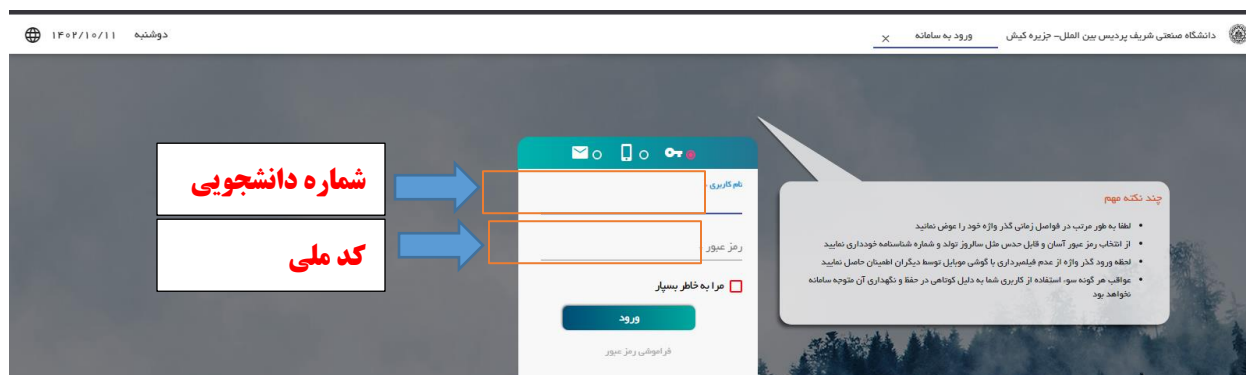 دانشگاه صنعتی شریف پردیس بین الملل- جزیره کیش
ورود به سامانه ×
دوشنبه ۱۴۰۲/۱۰/۱۱
شماره دانشجویی
کد ملی
نام کاربری
رمز عبور
مرا به خاطر بسپار
ورود
فراموشی رمز عبور
چند نکته مهم
• لطفا به طور مرتب در فواصل زمانی گذر واژه خود را عوض نمائید
• از انتخاب رمز عبور آسان و قابل حدس مثل سالروز تولد و شماره شناسنامه خودداری نمایید
• لحظه ورود گذر واژه از عدم فیلمبرداری با گوشی موبایل توسط دیگران اطمینان حاصل نمایید
• عواقب هر گونه سوء استفاده از کاربری شما به دلیل کوتاهی در حفظ و نگهداری آن متوجه سامانه
نخواهد بود